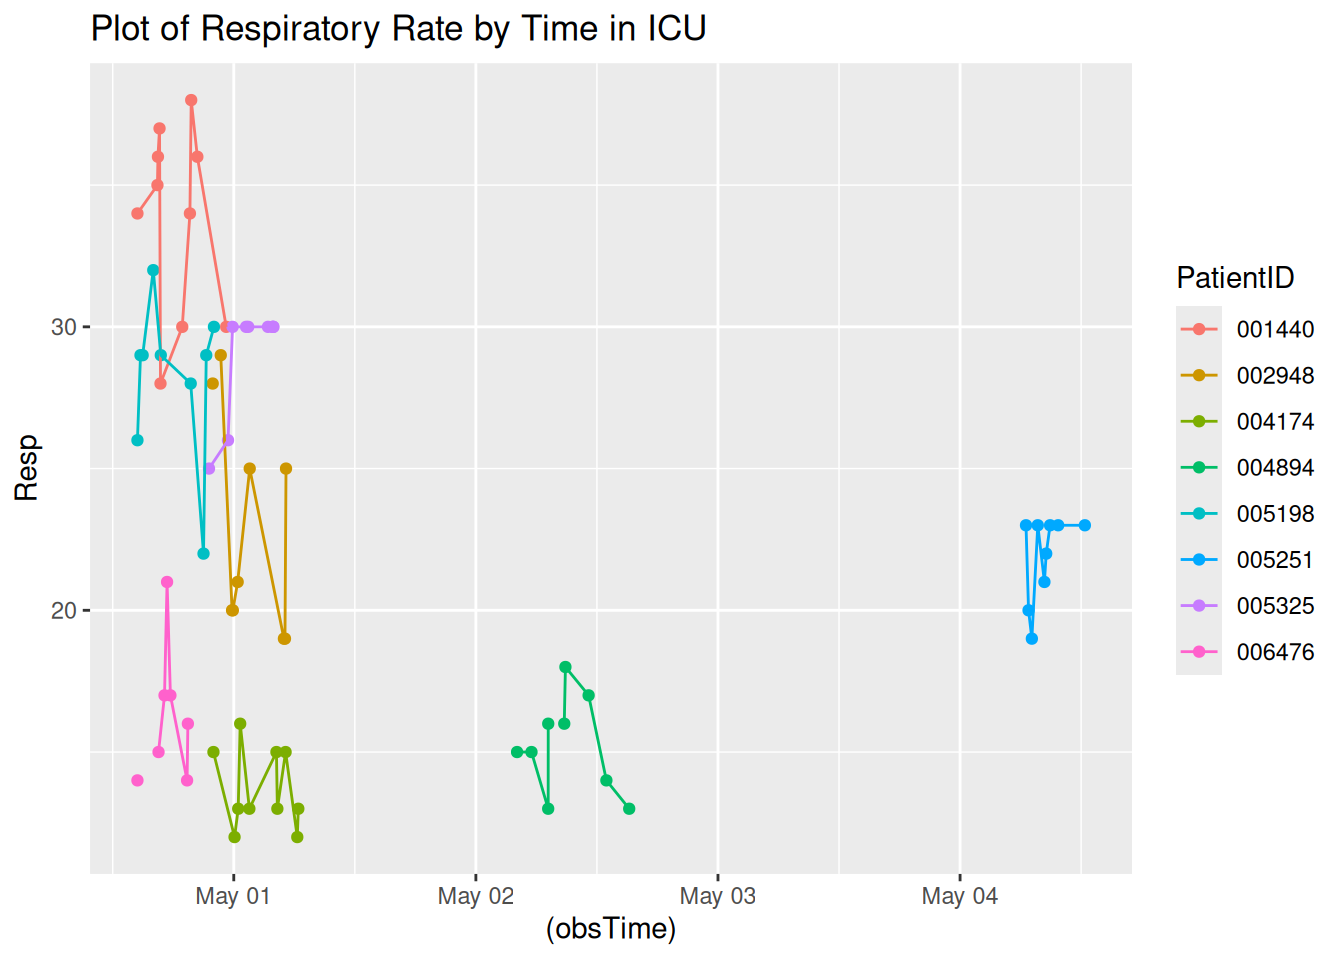 Plot of Respiratory Rate by Time in ICU
Resp
30
20
May 01
May 02
May 03
May 04
(obsTime)
PatientID
001440
002948
004174
004894
005198
005251
005325
006476